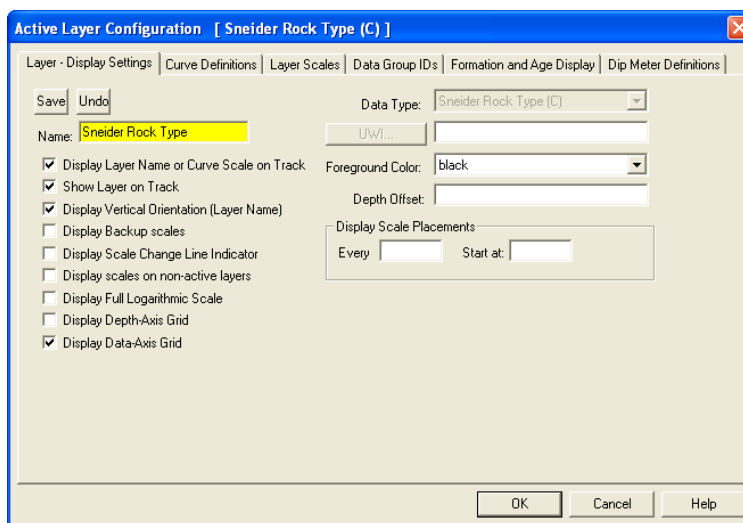 Active Layer Configuration [ Sneider Rock Type (C) ]
Layer - Display Settings Curve Definitions Layer Scales Data Group IDs Formation and Age Display Dip Meter Definitions
Save Undo
Name: Sneider Rock Type
Display Layer Name or Curve Scale on Track
Show Layer on Track
Display Vertical Orientation (Layer Name)
Display Backup scales
Display Scale Change Line Indicator
Display scales on non-active layers
Display Full Logarithmic Scale
Display Depth-Axis Grid
Display Data-Axis Grid
Data Type: Sneider Rock Type (C)
UWI...
Foreground Color: black
Depth Offset:
Display Scale Placements
Every Start at:
OK Cancel Help